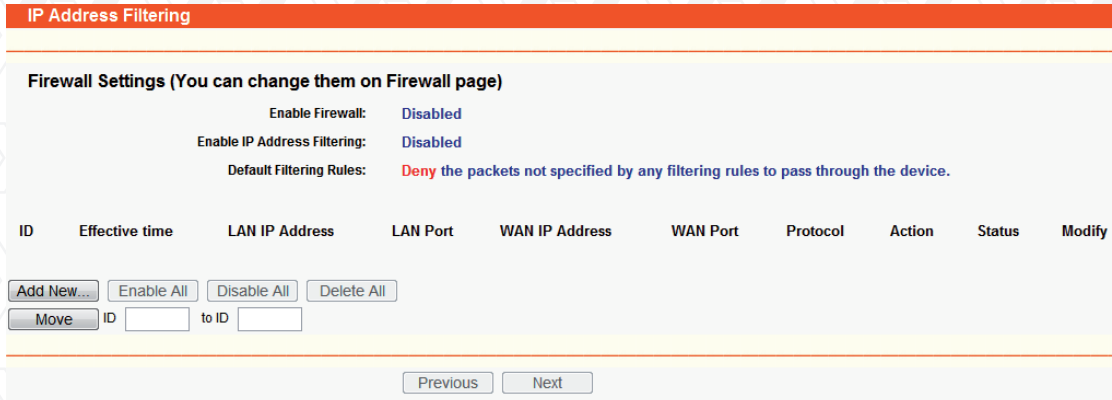 IP Address Filtering
Firewall Settings (You can change them on Firewall page)
Enable Firewall: Disabled
Enable IP Address Filtering: Disabled
Default Filtering Rules: Deny the packets not specified by any filtering rules to pass through the device.
ID Effective time LAN IP Address LAN Port WAN IP Address WAN Port Protocol Action Status Modify
Add New... Enable All Disable All Delete All
Move ID to ID
Previous Next